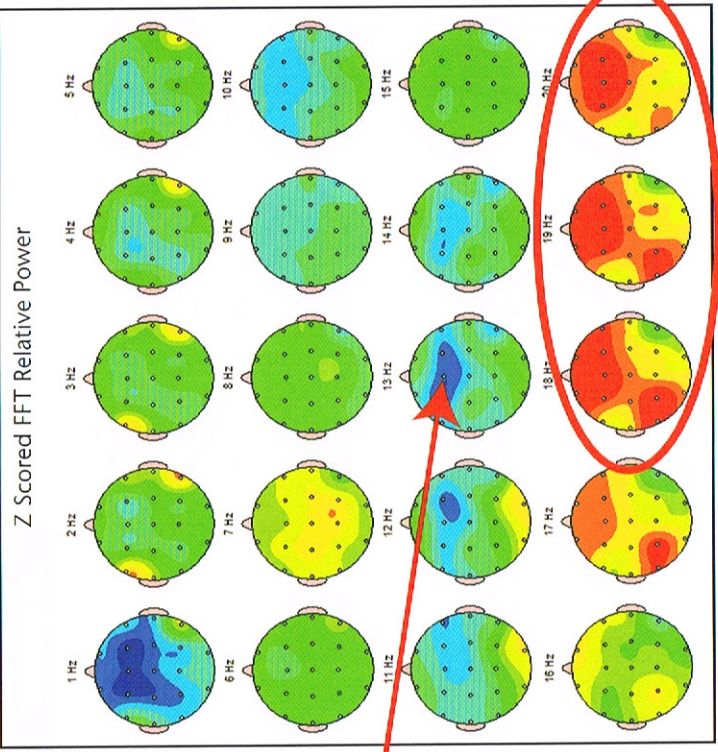 Z Scored FFT Relative Power
1 Hz 2 Hz 3 Hz 4 Hz 5 Hz
6 Hz 7 Hz 8 Hz 9 Hz 10 Hz
11 Hz 12 Hz 13 Hz 14 Hz 15 Hz
16 Hz 17 Hz 18 Hz 19 Hz 20 Hz